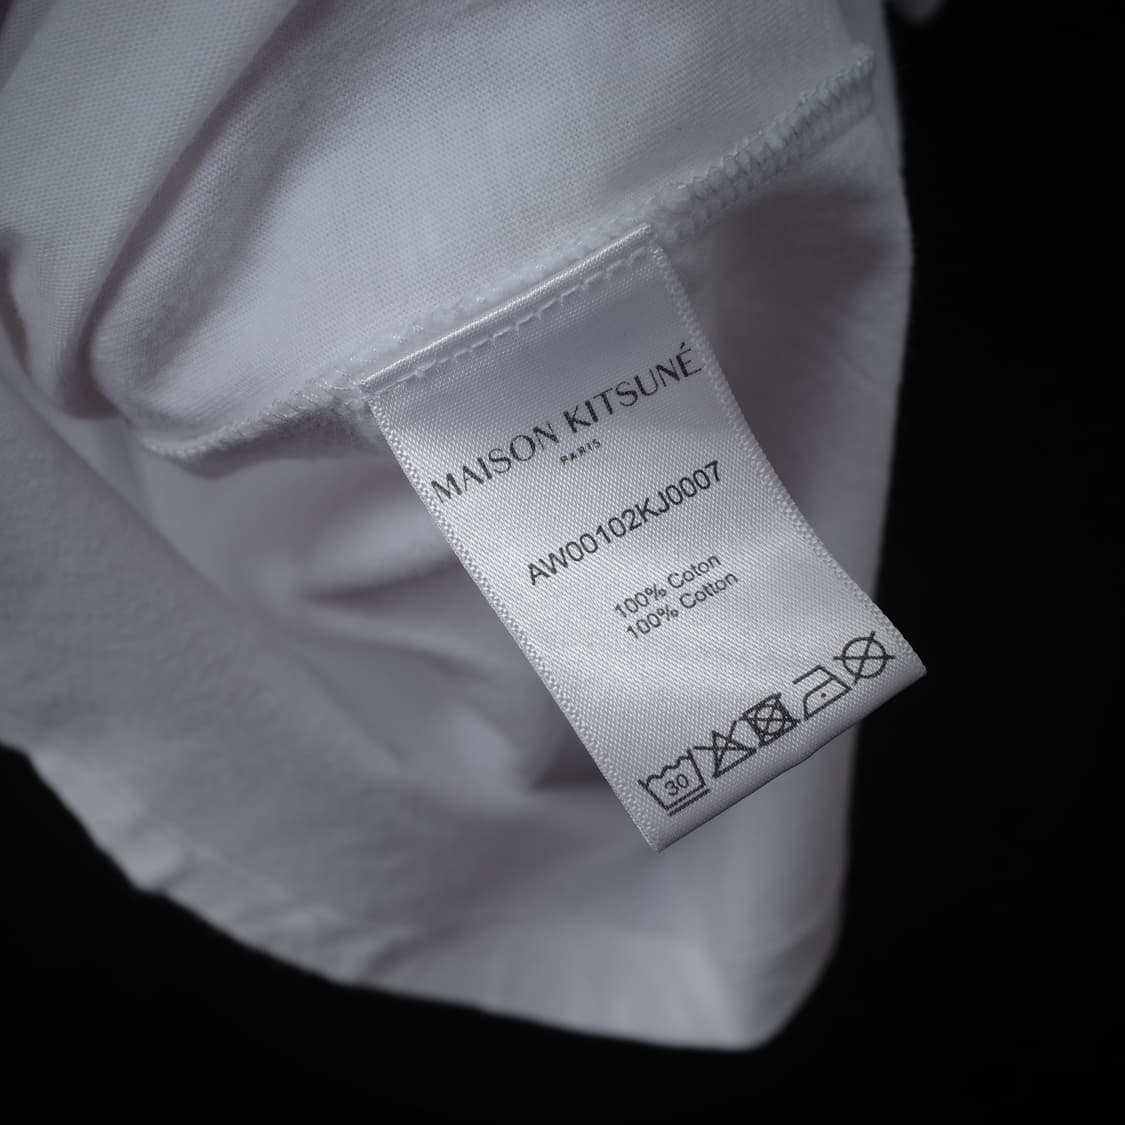 MAISON KITSUNÉ
PARIS
AW00102KJ0007
100% Coton
100% Cotton
30